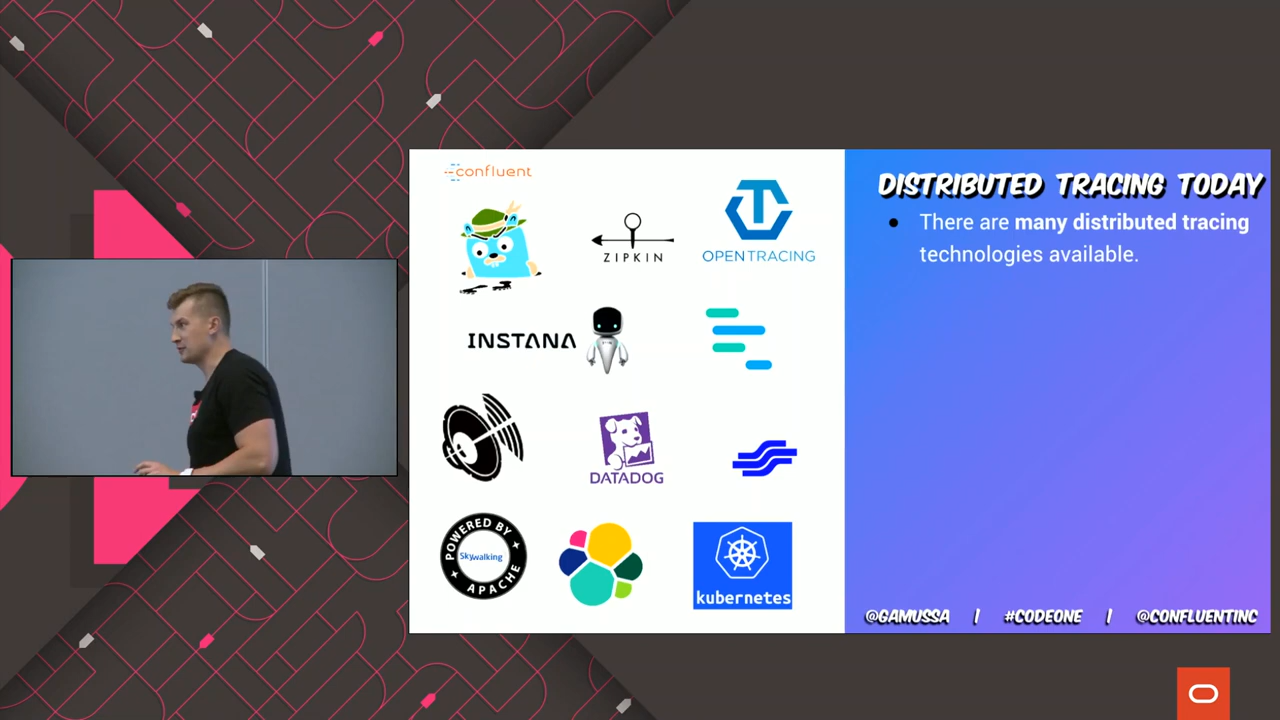 confluent
ZIPKIN
OPENTRACING
INSTANA
DATADOG
POWERED BY
Skywalking
APACHE
kubernetes
DISTRIBUTED TRACING TODAY
There are many distributed tracing
technologies available.
@GAMUSSA | #CODEONE | @CONFLUENTINC